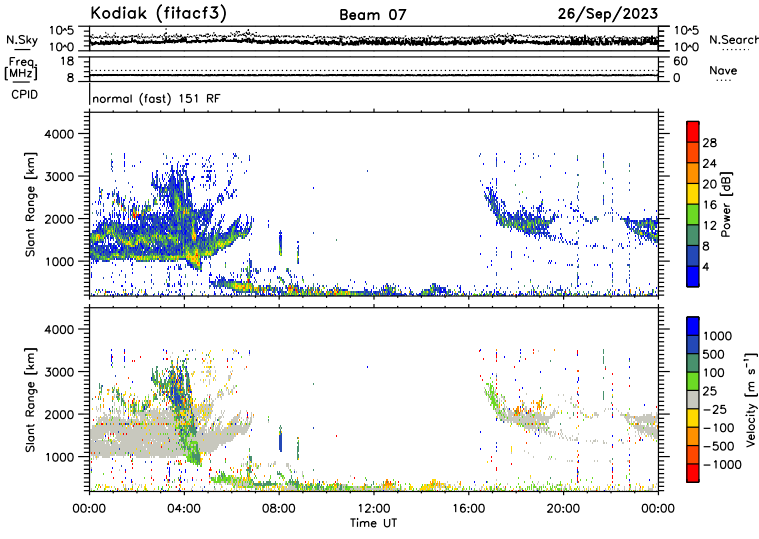 Kodiak (fitacf3) Beam 07 26/Sep/2023
N.Sky 10^5 10^0 10^5 10^0 N.Search
Freq. [MHz] 18 8 60 0 Nave
CPID normal (fast) 151 RF
Slant Range [km]
4000
3000
2000
1000
28
24
20
16
12
8
4
Power [dB]
Slant Range [km]
4000
3000
2000
1000
1000
500
100
25
−25
−100
−500
−1000
Velocity [m s⁻¹]
00:00 04:00 08:00 12:00 16:00 20:00 00:00
Time UT